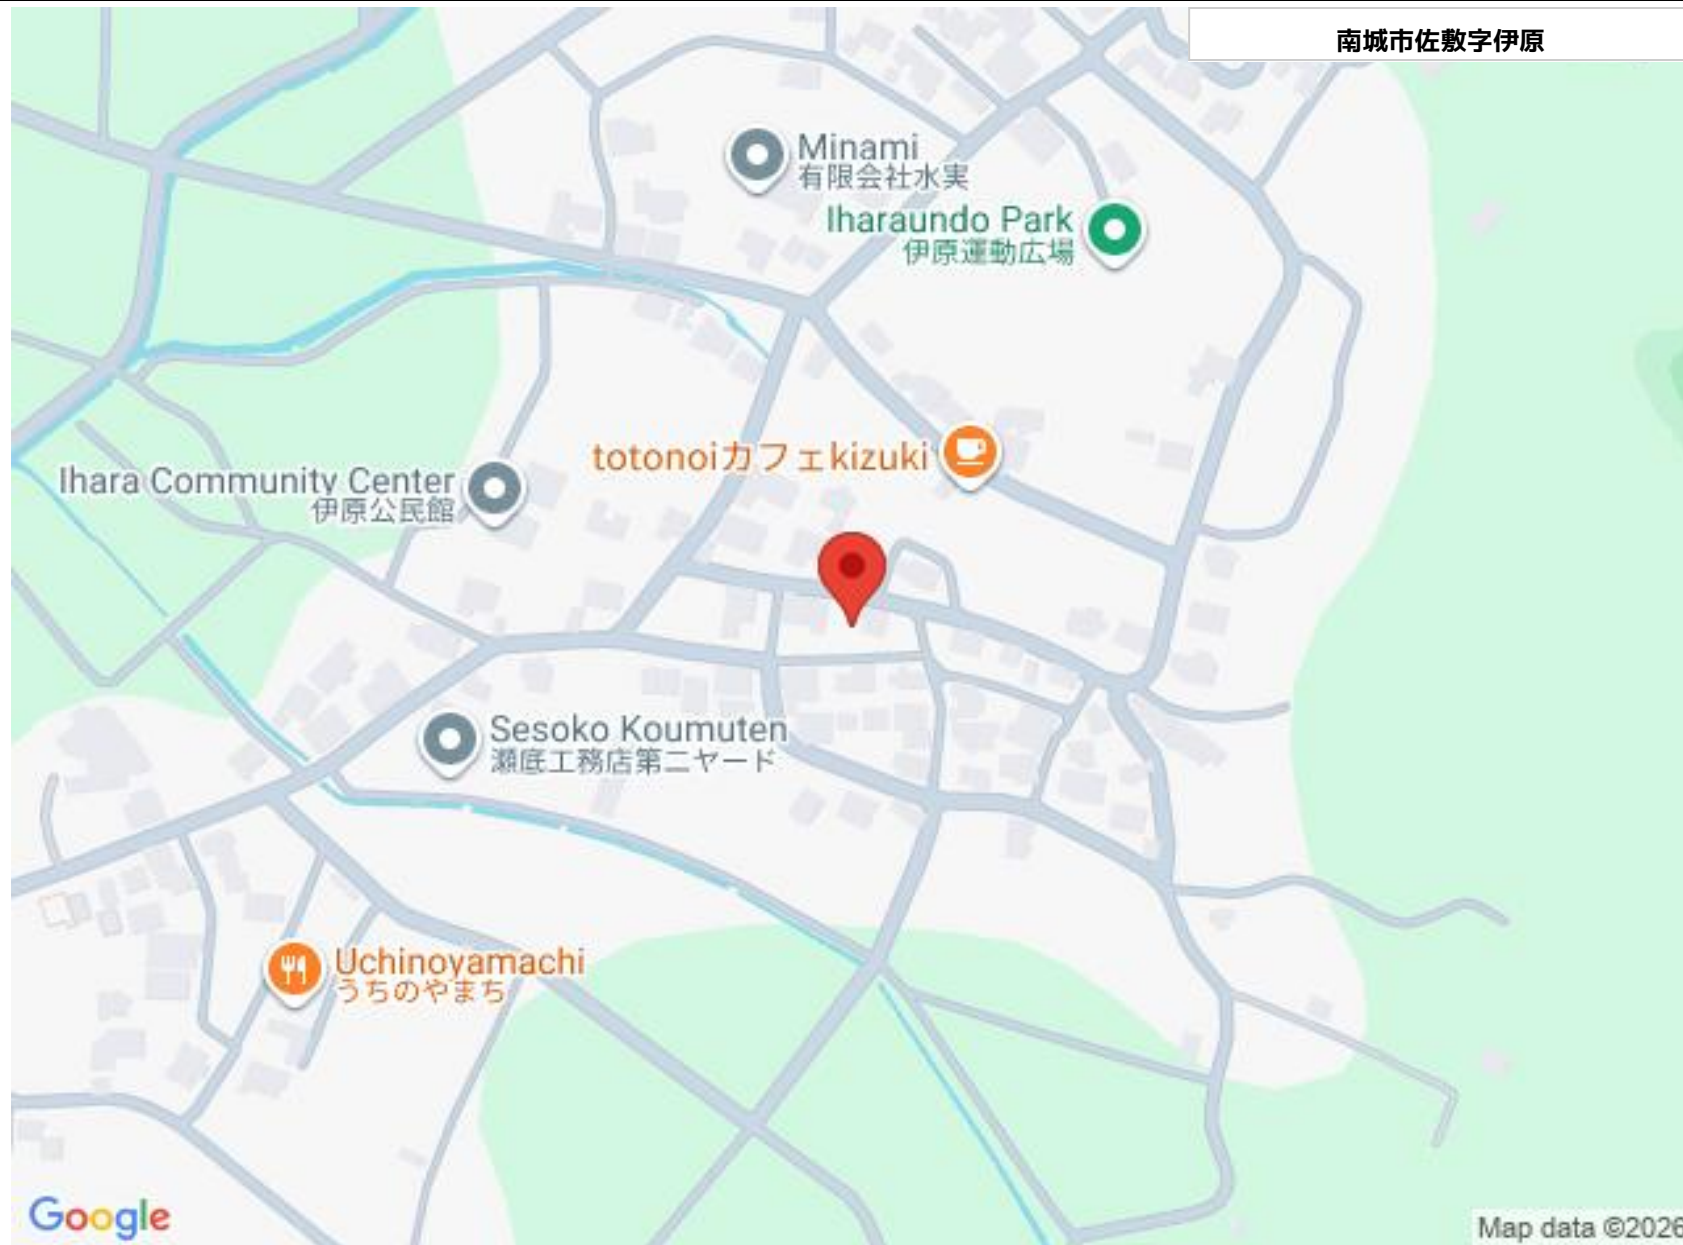 南城市佐敷字伊原
Minami
有限会社水実
Iharaundo Park
伊原運動広場
totonoiカフェkizuki
Ihara Community Center
伊原公民館
Sesoko Koumuten
瀬底工務店第二ヤード
Uchinoyamachi
うちのやまち
Google
Map data ©2026